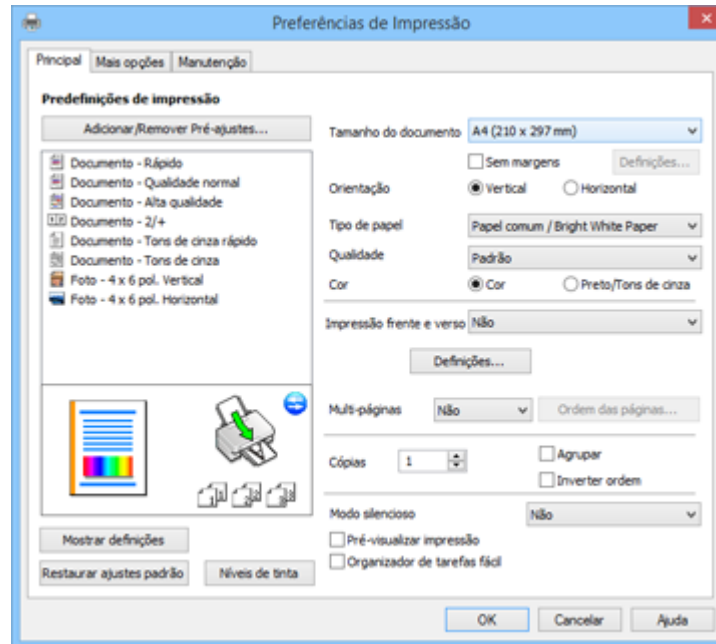 Preferências de Impressão
Principal Mais opções Manutenção
Predefinições de impressão
Adicionar/Remover Pré-ajustes...
Documento - Rápido
Documento - Qualidade normal
Documento - Alta qualidade
Documento - 2/+
Documento - Tons de cinza rápido
Documento - Tons de cinza
Foto - 4 x 6 pol. Vertical
Foto - 4 x 6 pol. Horizontal
Mostrar definições
Restaurar ajustes padrão Níveis de tinta
Tamanho do documento A4 (210 x 297 mm)
Sem margens Definições...
Orientação Vertical Horizontal
Tipo de papel Papel comum / Bright White Paper
Qualidade Padrão
Cor Cor Preto/Tons de cinza
Impressão frente e verso Não
Definições...
Multi-páginas Não Ordem das páginas...
Cópias 1 Agrupar
Inverter ordem
Modo silencioso Não
Pré-visualizar impressão
Organizador de tarefas fácil
OK Cancelar Ajuda